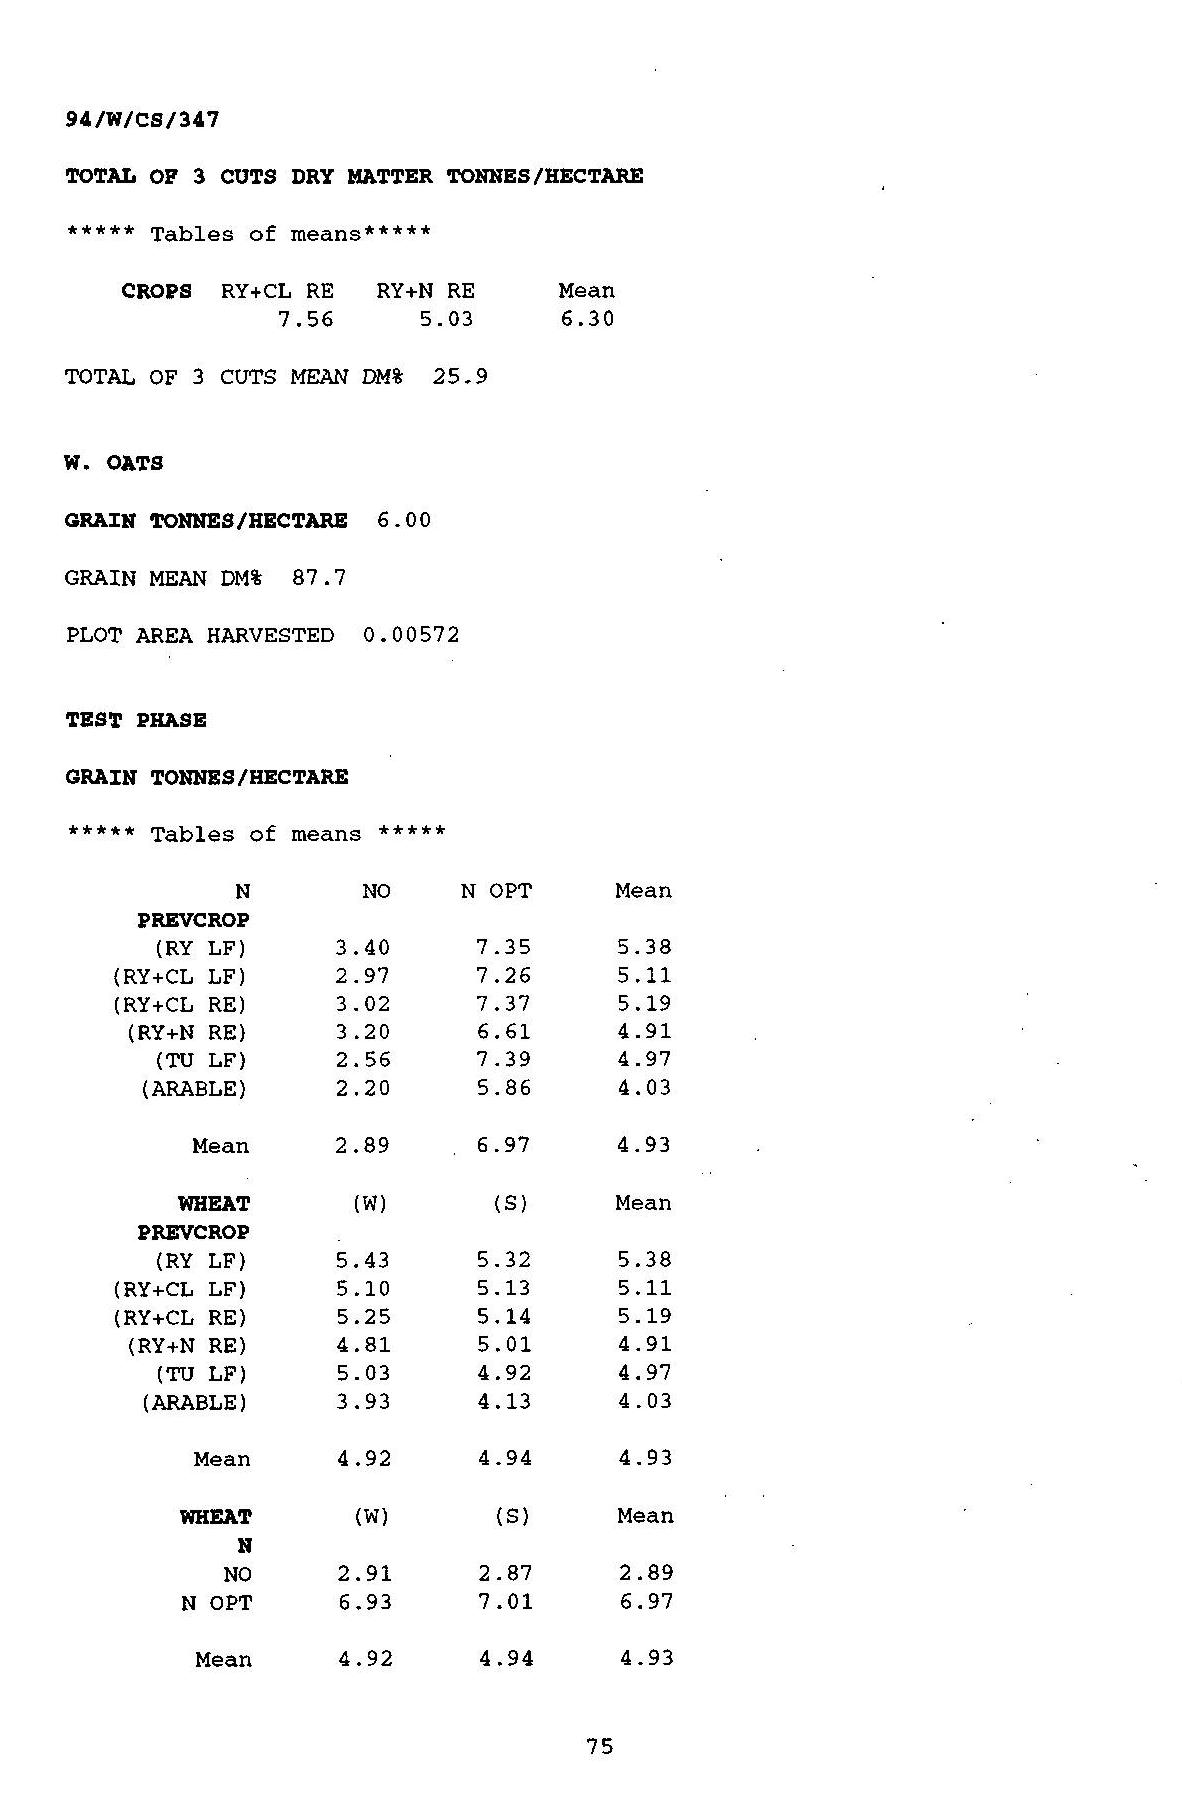 94/W/CS/347
TOTAL OF 3 CUTS DRY MATTER TONNES/HECTARE
***** Tables of means*****
CROPS RY+CL RE RY+N RE Mean
7.56 5.03 6.30
TOTAL OF 3 CUTS MEAN DM% 25.9
W. OATS
GRAIN TONNES/HECTARE 6.00
GRAIN MEAN DM% 87.7
PLOT AREA HARVESTED 0.00572
TEST PHASE
GRAIN TONNES/HECTARE
***** Tables of means *****
N NO N OPT Mean
PREVCROP
(RY LF) 3.40 7.35 5.38
(RY+CL LF) 2.97 7.26 5.11
(RY+CL RE) 3.02 7.37 5.19
(RY+N RE) 3.20 6.61 4.91
(TU LF) 2.56 7.39 4.97
(ARABLE) 2.20 5.86 4.03
Mean 2.89 6.97 4.93
WHEAT (W) (S) Mean
PREVCROP
(RY LF) 5.43 5.32 5.38
(RY+CL LF) 5.10 5.13 5.11
(RY+CL RE) 5.25 5.14 5.19
(RY+N RE) 4.81 5.01 4.91
(TU LF) 5.03 4.92 4.97
(ARABLE) 3.93 4.13 4.03
Mean 4.92 4.94 4.93
WHEAT (W) (S) Mean
N
NO 2.91 2.87 2.89
N OPT 6.93 7.01 6.97
Mean 4.92 4.94 4.93
75